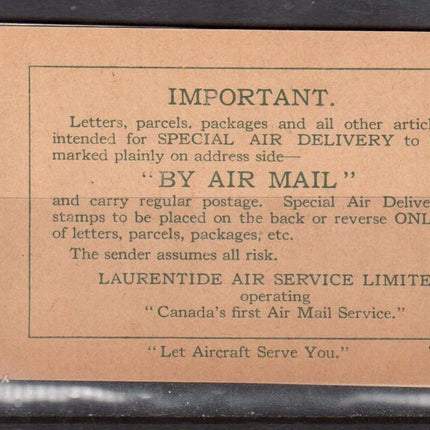 IMPORTANT.
Letters, parcels. packages and all other artic
intended for SPECIAL AIR DELIVERY to
marked plainly on address side—
"BY AIR MAIL"
and carry regular postage. Special Air Delive
stamps to be placed on the back or reverse ONL
of letters, parcels, packages, etc.
The sender assumes all risk.
LAURENTIDE AIR SERVICE LIMITE
operating
"Canada's first Air Mail Service."
"Let Aircraft Serve You."